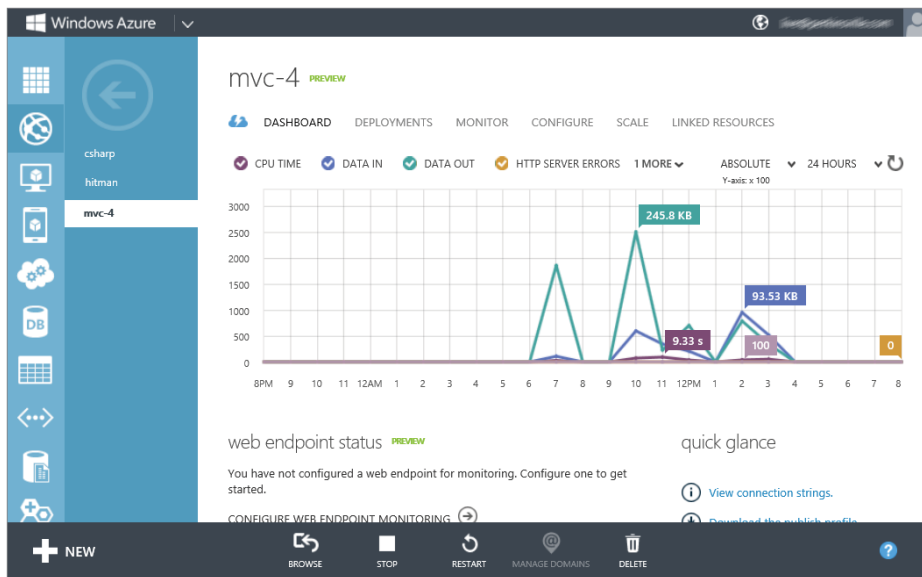 Windows Azure
mvc-4 PREVIEW
DASHBOARD DEPLOYMENTS MONITOR CONFIGURE SCALE LINKED RESOURCES
csharp
hitman
mvc-4
CPU TIME DATA IN DATA OUT HTTP SERVER ERRORS 1 MORE ABSOLUTE 24 HOURS
Y-axis: x 100
3000
2500
2000
1500
1000
500
0
245.8 KB
93.53 KB
9.33 s
100
0
8PM 9 10 11 12AM 1 2 3 4 5 6 7 8 9 10 11 12PM 1 2 3 4 5 6 7 8
DB
web endpoint status PREVIEW
You have not configured a web endpoint for monitoring. Configure one to get
started.
CONFIGURE WEB ENDPOINT MONITORING
quick glance
View connection strings.
Download the publish profile
NEW
BROWSE STOP RESTART MANAGE DOMAINS DELETE
?